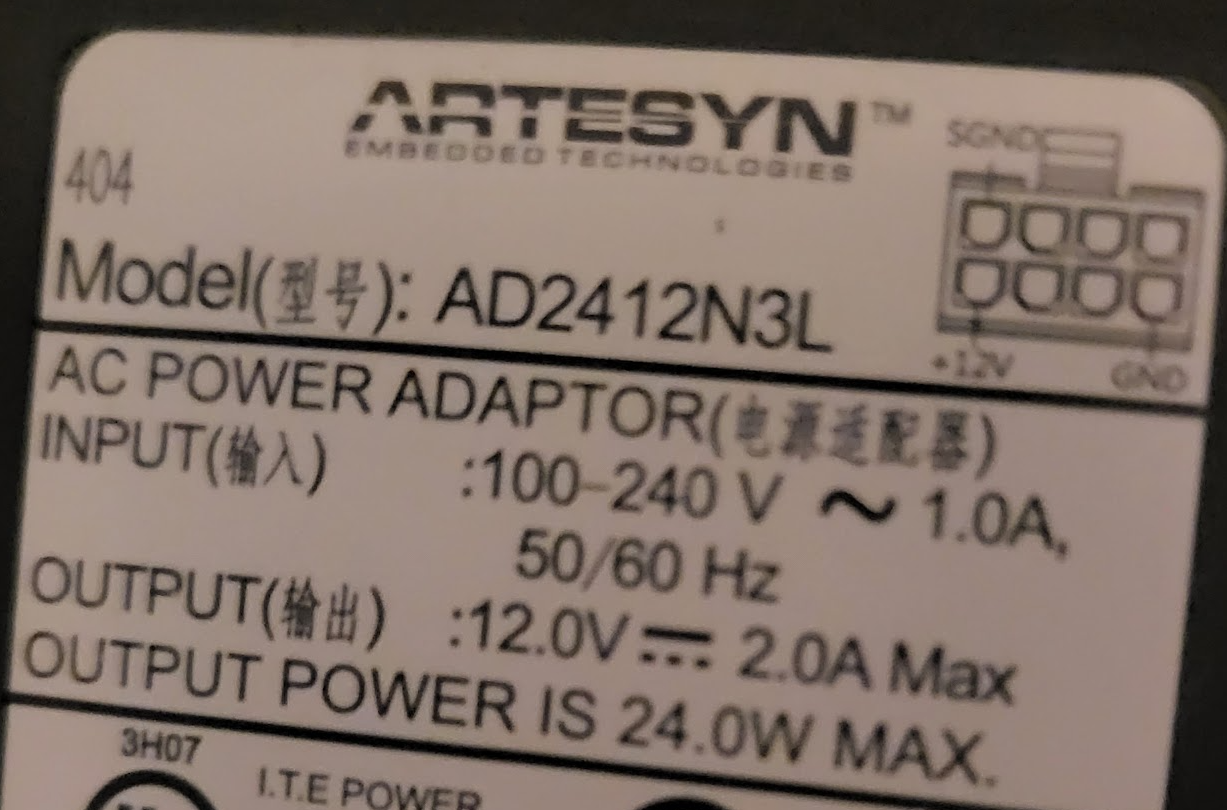 ARTESYN™
EMBEDDED TECHNOLOGIES
SGND
404
Model(型号): AD2412N3L
+12V GND
AC POWER ADAPTOR(电源适配器)
INPUT(输入) :100-240 V ~ 1.0A,
50/60 Hz
OUTPUT(输出) :12.0V⎓ 2.0A Max
OUTPUT POWER IS 24.0W MAX.
3H07
I.T.E POWER